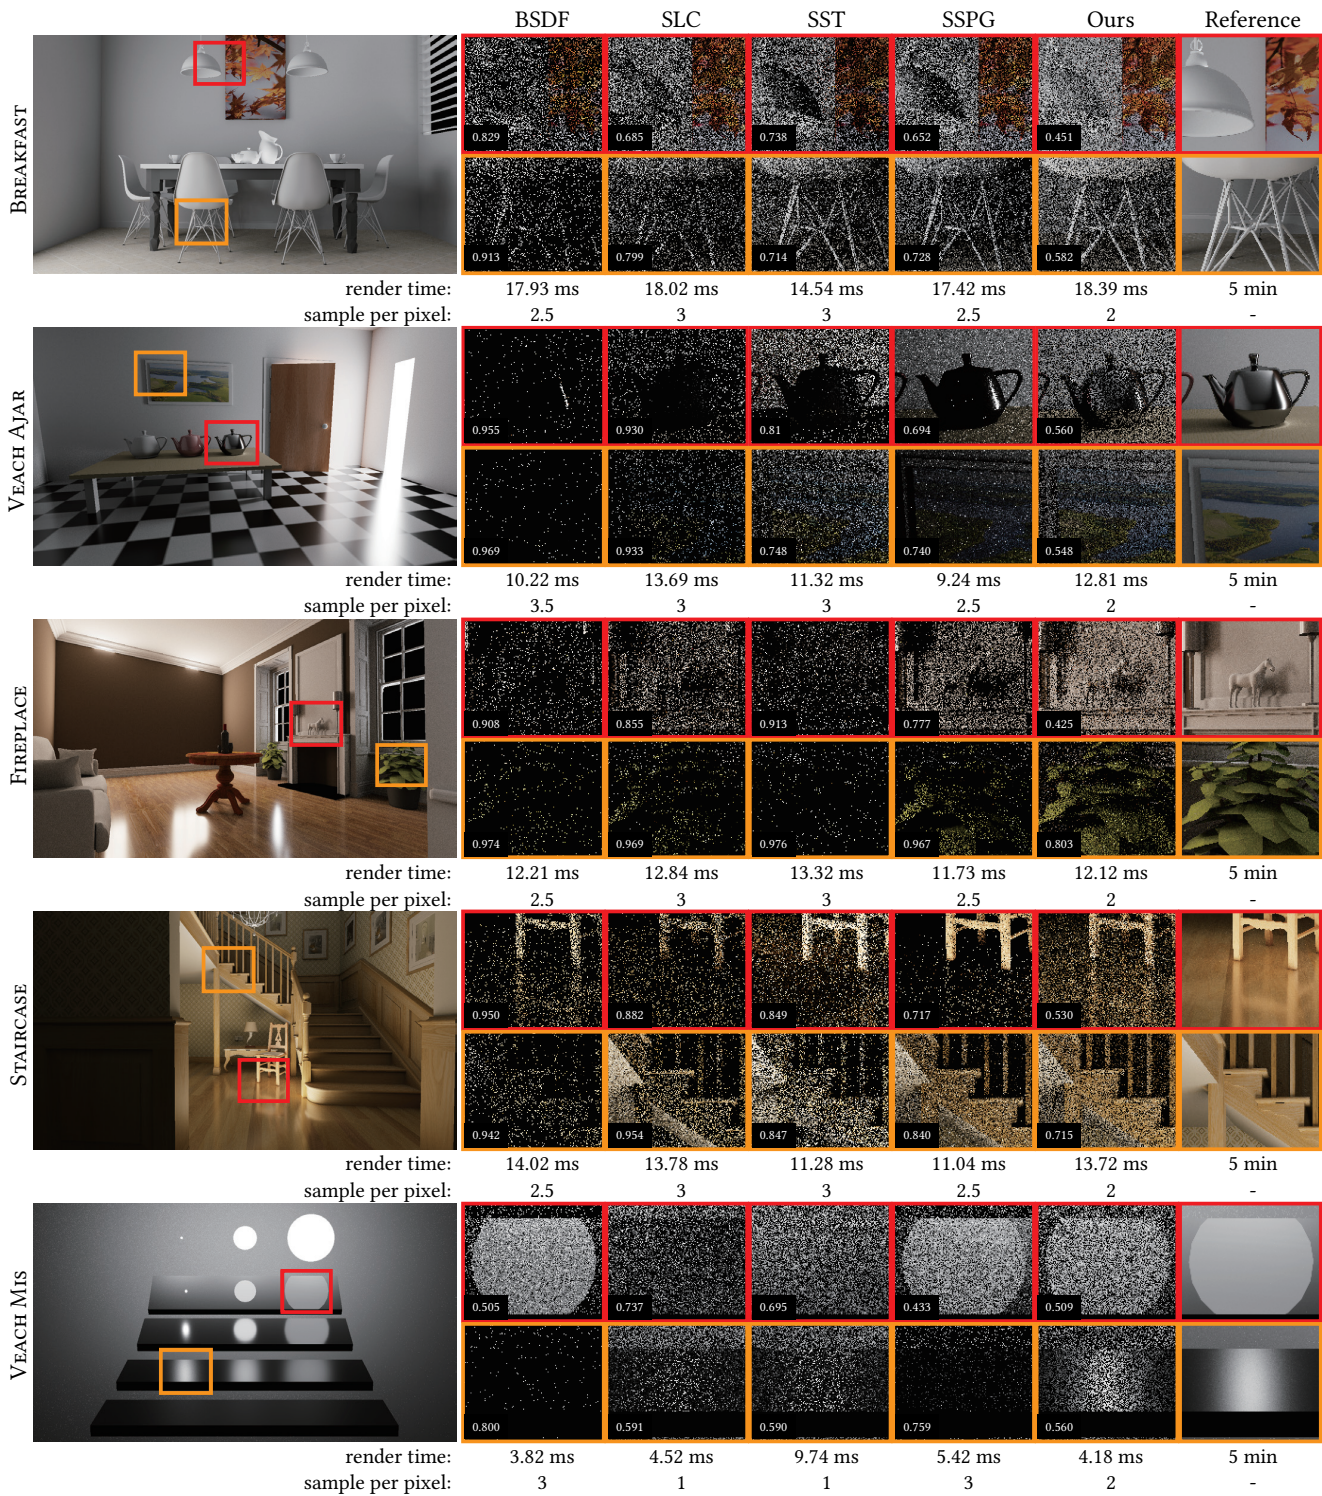 BSDF SLC SST SSPG Ours Reference
BREAKFAST
0.829 0.685 0.738 0.652 0.451
0.913 0.799 0.714 0.728 0.582
render time: 17.93 ms 18.02 ms 14.54 ms 17.42 ms 18.39 ms 5 min
sample per pixel: 2.5 3 3 2.5 2 -
VEACH AJAR
0.955 0.930 0.81 0.694 0.560
0.969 0.933 0.748 0.740 0.548
render time: 10.22 ms 13.69 ms 11.32 ms 9.24 ms 12.81 ms 5 min
sample per pixel: 3.5 3 3 2.5 2 -
FIREPLACE
0.908 0.855 0.913 0.777 0.425
0.974 0.969 0.976 0.967 0.803
render time: 12.21 ms 12.84 ms 13.32 ms 11.73 ms 12.12 ms 5 min
sample per pixel: 2.5 3 3 2.5 2 -
STAIRCASE
0.950 0.882 0.849 0.717 0.530
0.942 0.954 0.847 0.840 0.715
render time: 14.02 ms 13.78 ms 11.28 ms 11.04 ms 13.72 ms 5 min
sample per pixel: 2.5 3 3 2.5 2 -
VEACH MIS
0.505 0.737 0.695 0.433 0.509
0.800 0.591 0.590 0.759 0.560
render time: 3.82 ms 4.52 ms 9.74 ms 5.42 ms 4.18 ms 5 min
sample per pixel: 3 1 1 3 2 -